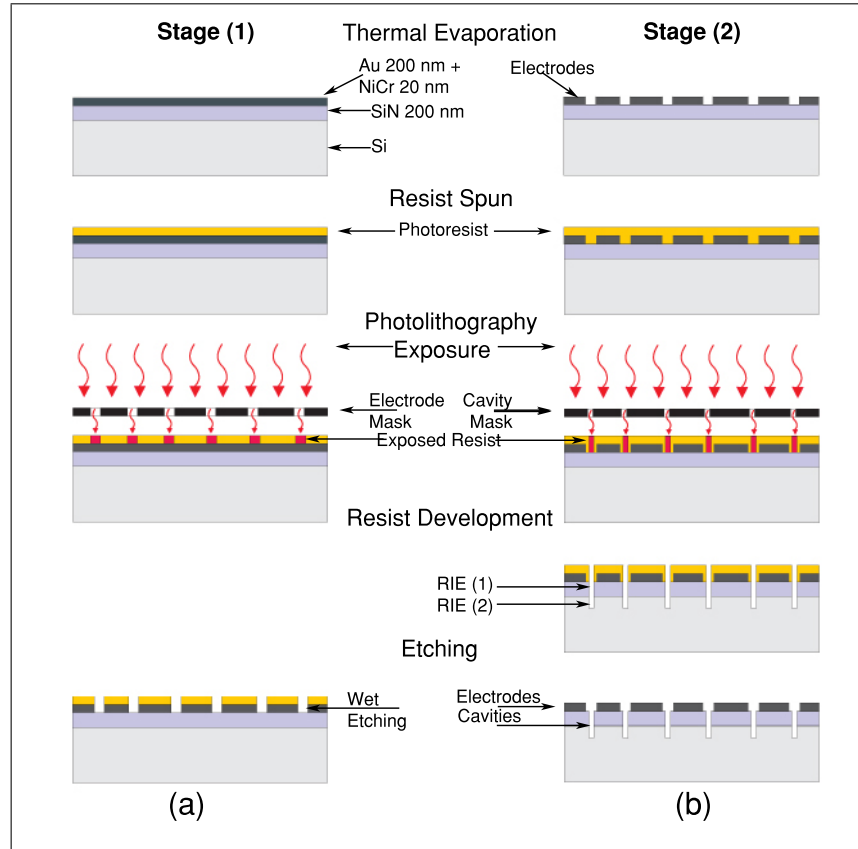 Stage (1)
Thermal Evaporation
Stage (2)
Au 200 nm +
NiCr 20 nm
SiN 200 nm
Si
Electrodes
Resist Spun
Photoresist
Photolithography
Exposure
Electrode
Mask
Cavity
Mask
Exposed Resist
Resist Development
RIE (1)
RIE (2)
Etching
Wet
Etching
Electrodes
Cavities
(a)
(b)